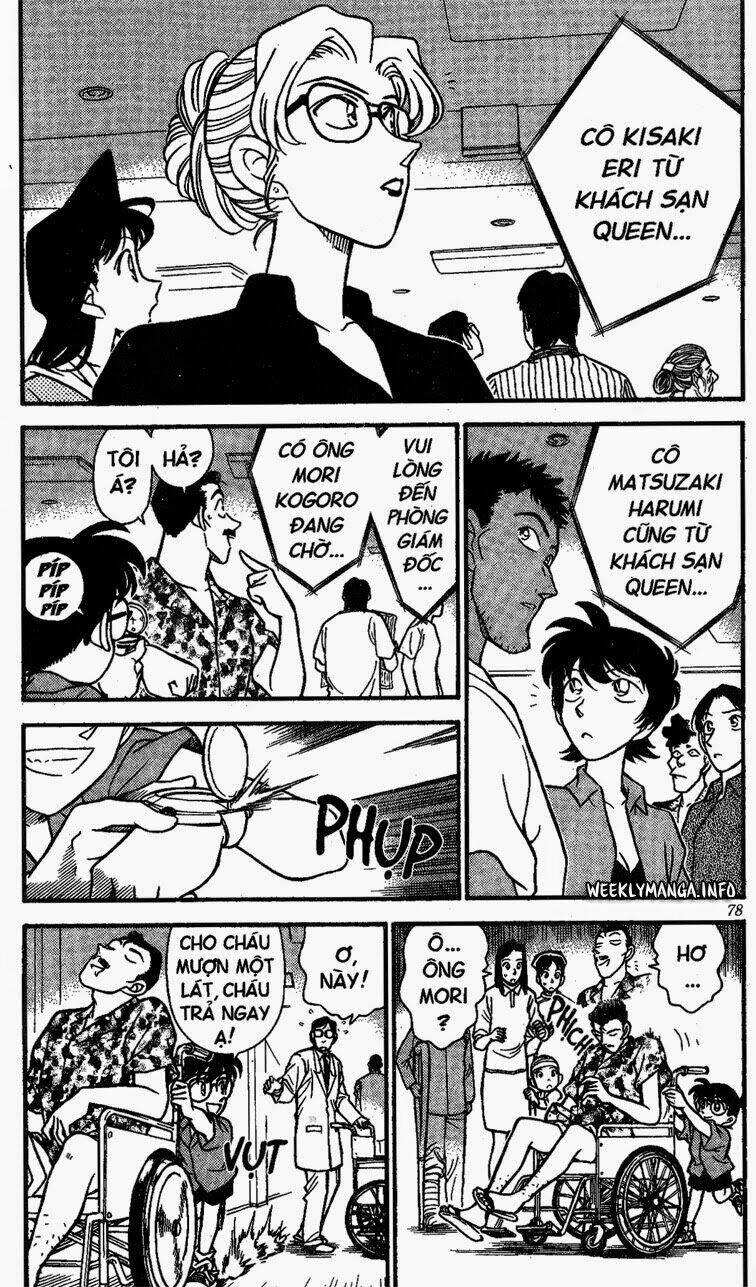 CÔ KISAKI
ERI TỪ
KHÁCH SẠN
QUEEN...
CÔ
MATSUZAKI
HARUMI
CŨNG TỪ
KHÁCH SẠN
QUEEN...
VUI
LÒNG
ĐẾN
PHÒNG
GIÁM
ĐỐC
...
CÓ ÔNG
MORI
KOGORO
ĐANG
CHỜ...
HẢ?
TÔI
Á?
PÍP
PÍP
PÍP
PHỤP
WEEKLYMANGA.INFO
78
HƠ
...
Ô...
ÔNG
MORI
?
PHỊCH
Ơ,
NÀY!
CHO CHÁU
MƯỢN MỘT
LÁT, CHÁU
TRẢ NGAY
Ạ!
VỤT